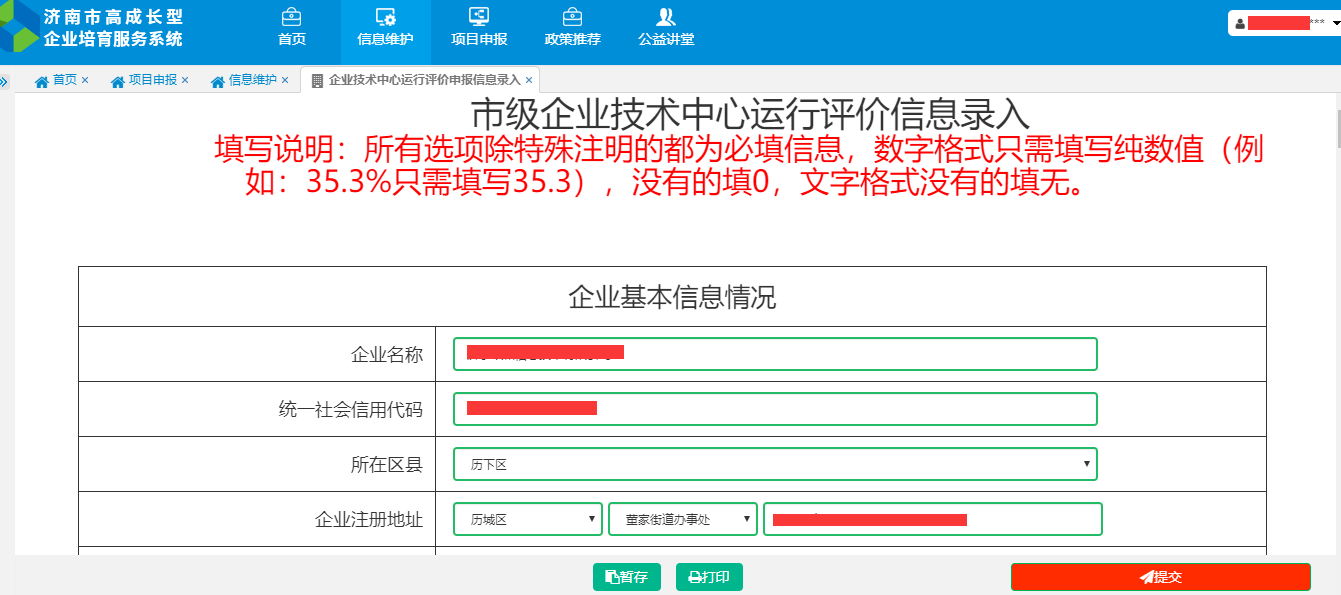 济南市高成长型
企业培育服务系统
首页 信息维护 项目申报 政策推荐 公益讲堂
***
首页 × 项目申报 × 信息维护 × 企业技术中心运行评价申报信息录入 ×
市级企业技术中心运行评价信息录入
填写说明：所有选项除特殊注明的都为必填信息，数字格式只需填写纯数值（例
如：35.3%只需填写35.3），没有的填0，文字格式没有的填无。
企业基本信息情况
企业名称
统一社会信用代码
所在区县 历下区
企业注册地址 历城区 董家街道办事处
暂存 打印 提交